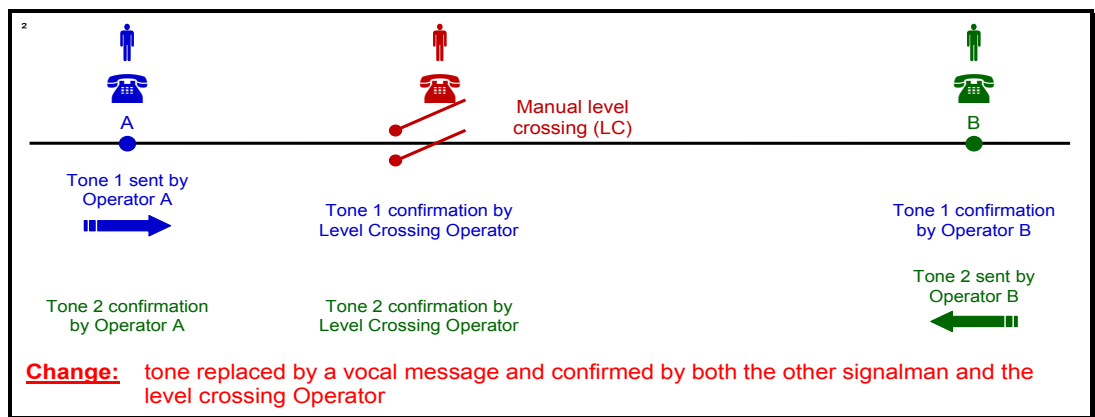 2
A
Manual level
crossing (LC)
B
Tone 1 sent by
Operator A
Tone 1 confirmation by
Level Crossing Operator
Tone 1 confirmation
by Operator B
Tone 2 confirmation
by Operator A
Tone 2 confirmation by
Level Crossing Operator
Tone 2 sent by
Operator B
Change: tone replaced by a vocal message and confirmed by both the other signalman and the
level crossing Operator